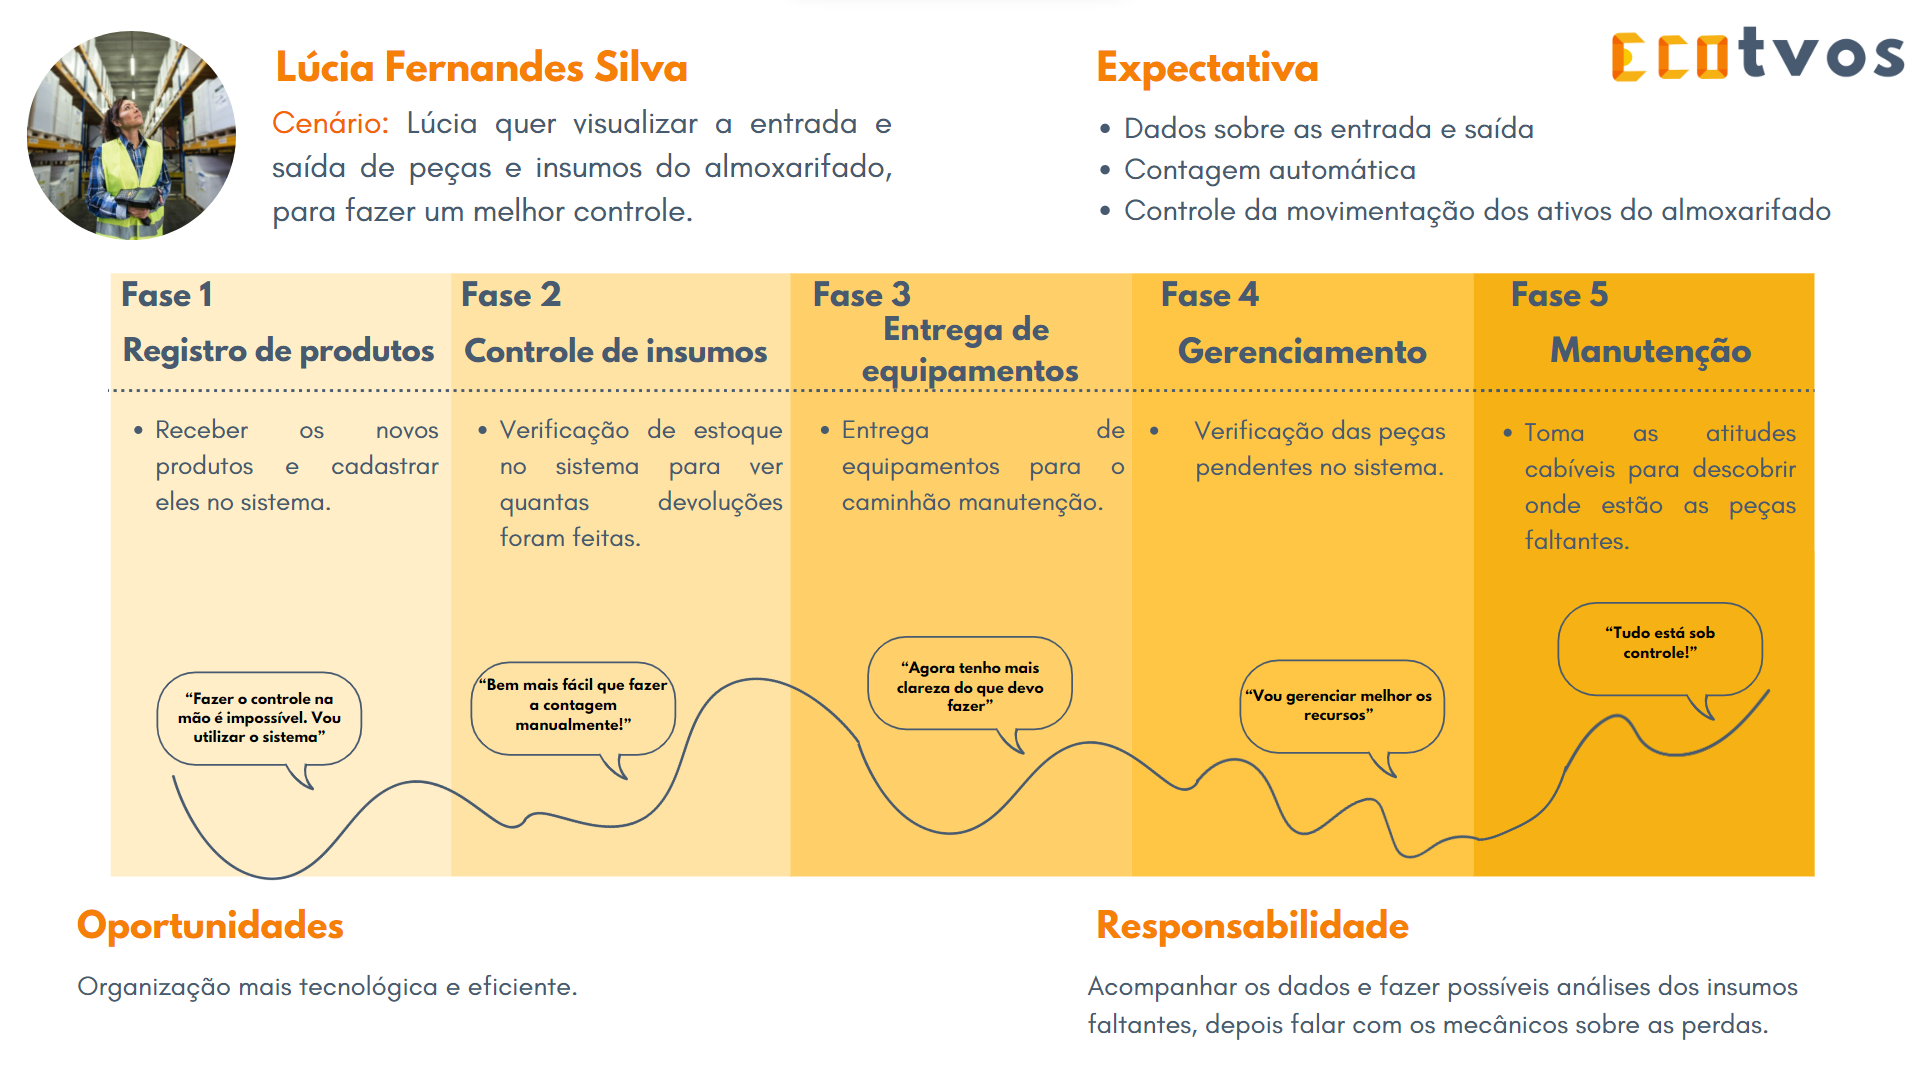 Lúcia Fernandes Silva
Cenário: Lúcia quer visualizar a entrada e
saída de peças e insumos do almoxarifado,
para fazer um melhor controle.
Expectativa
• Dados sobre as entrada e saída
• Contagem automática
• Controle da movimentação dos ativos do almoxarifado
Ecotvos
Fase 1
Registro de produtos
• Receber os novos
produtos e cadastrar
eles no sistema.
“Fazer o controle na
mão é impossível. Vou
utilizar o sistema”
Fase 2
Controle de insumos
• Verificação de estoque
no sistema para ver
quantas devoluções
foram feitas.
“Bem mais fácil que fazer
a contagem
manualmente!”
Fase 3
Entrega de
equipamentos
• Entrega de
equipamentos para o
caminhão manutenção.
“Agora tenho mais
clareza do que devo
fazer”
Fase 4
Gerenciamento
• Verificação das peças
pendentes no sistema.
“Vou gerenciar melhor os
recursos”
Fase 5
Manutenção
• Toma as atitudes
cabíveis para descobrir
onde estão as peças
faltantes.
“Tudo está sob
controle!”
Oportunidades
Organização mais tecnológica e eficiente.
Responsabilidade
Acompanhar os dados e fazer possíveis análises dos insumos
faltantes, depois falar com os mecânicos sobre as perdas.